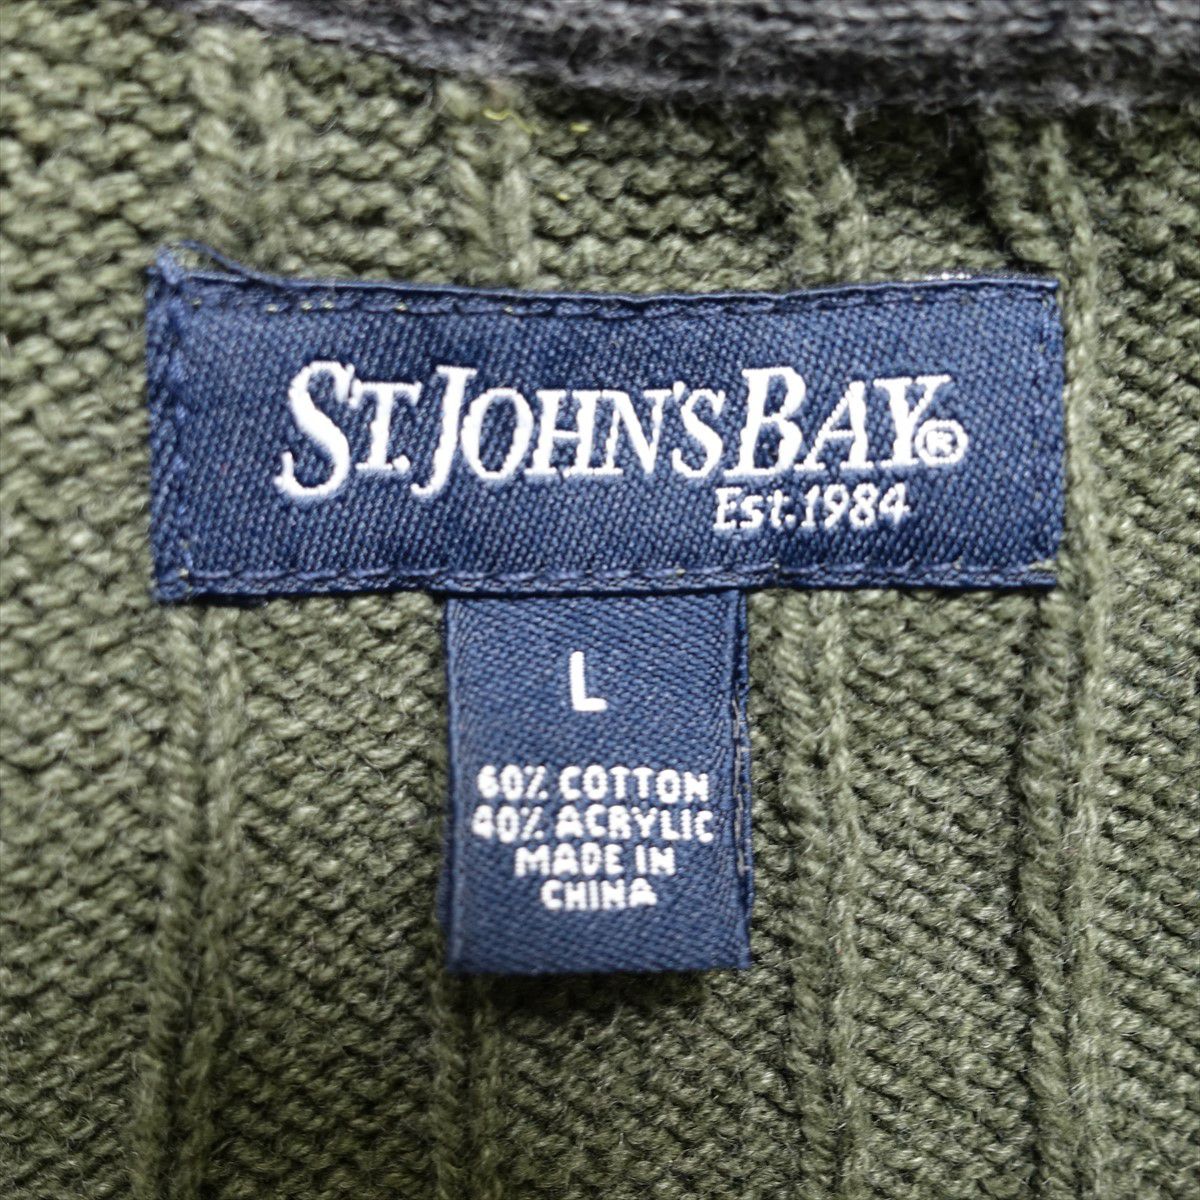 ST. JOHN'S BAY®
Est. 1984
L
60% COTTON
40% ACRYLIC
MADE IN
CHINA